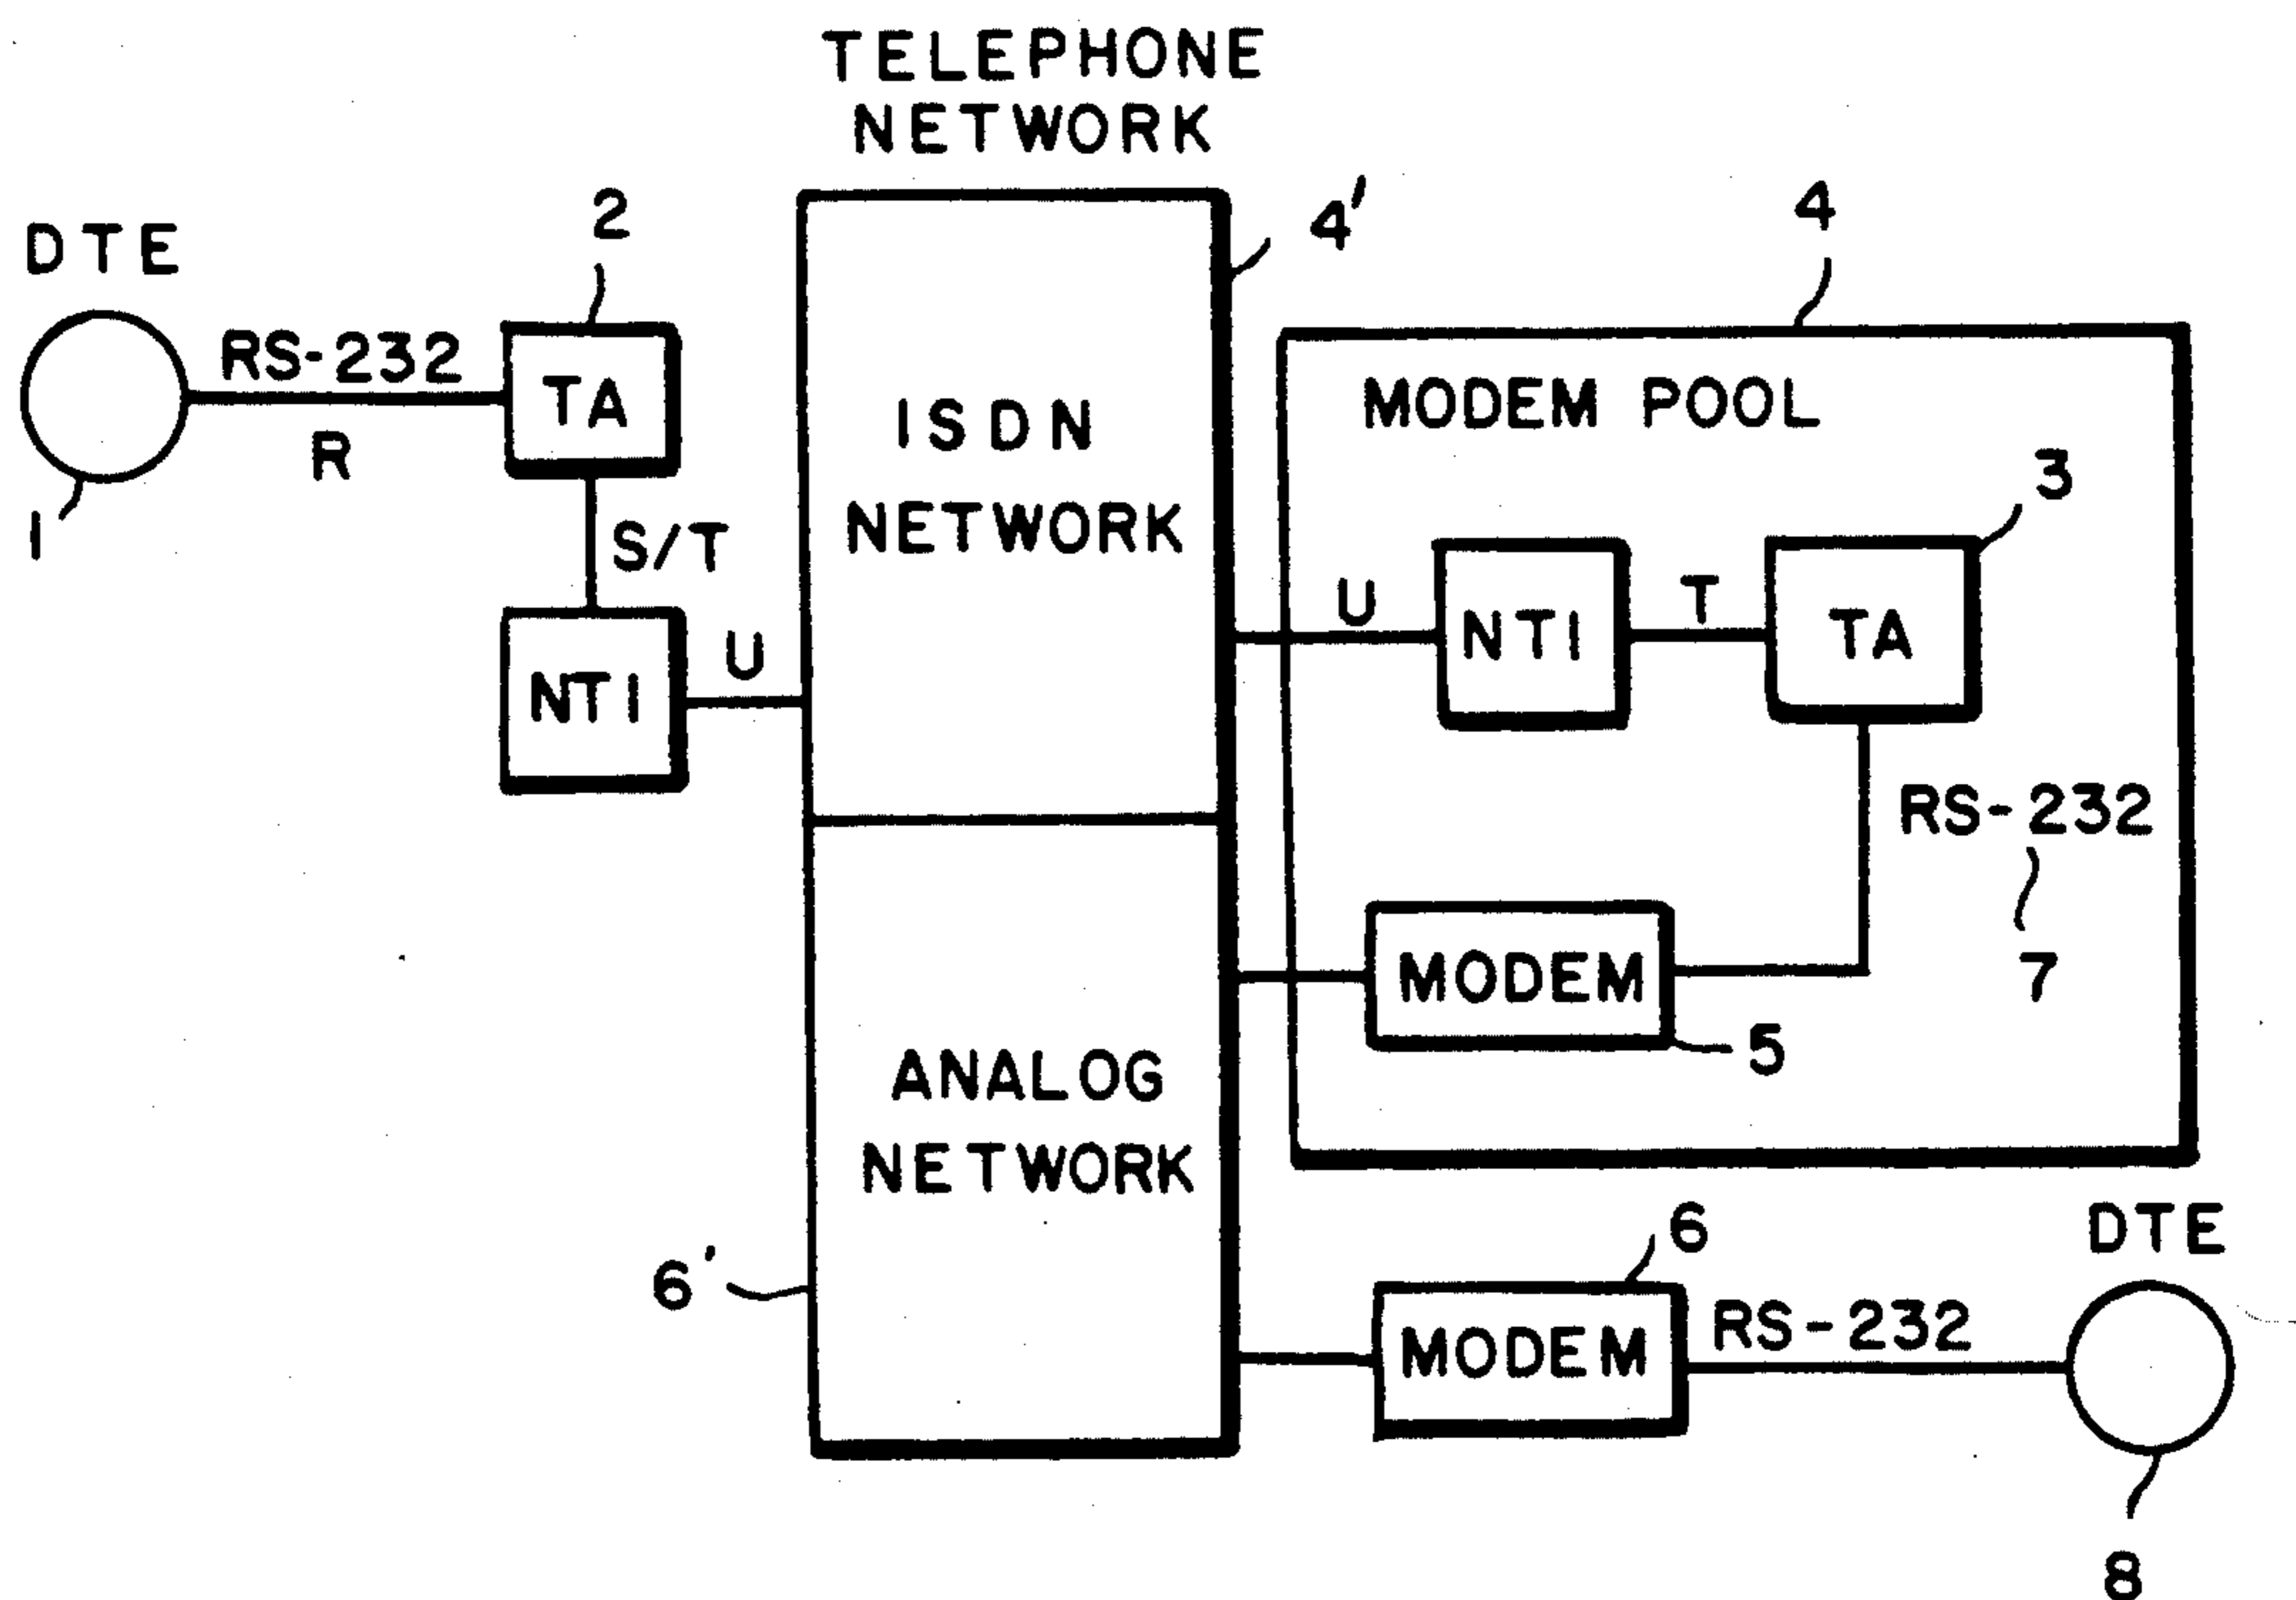 TELEPHONE
NETWORK
DTE
2
4'
4
RS-232
TA
R
1
S/T
ISDN
NETWORK
MODEM POOL
3
U
NTI
U
NTI
T
TA
RS-232
7
MODEM
5
ANALOG
NETWORK
6'
6
DTE
MODEM
RS-232
8